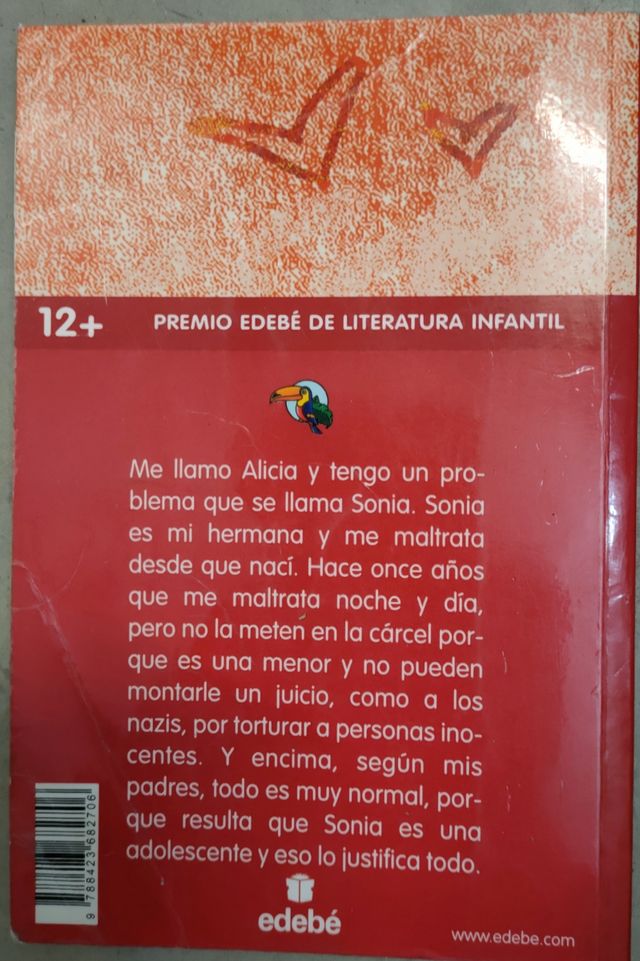 12+ PREMIO EDEBÉ DE LITERATURA INFANTIL
Me llamo Alicia y tengo un pro-
blema que se llama Sonia. Sonia
es mi hermana y me maltrata
desde que nací. Hace once años
que me maltrata noche y día,
pero no la meten en la cárcel por-
que es una menor y no pueden
montarle un juicio, como a los
nazis, por torturar a personas ino-
centes. Y encima, según mis
padres, todo es muy normal, por-
que resulta que Sonia es una
adolescente y eso lo justifica todo.
9 788423 682706
edebé
www.edebe.com